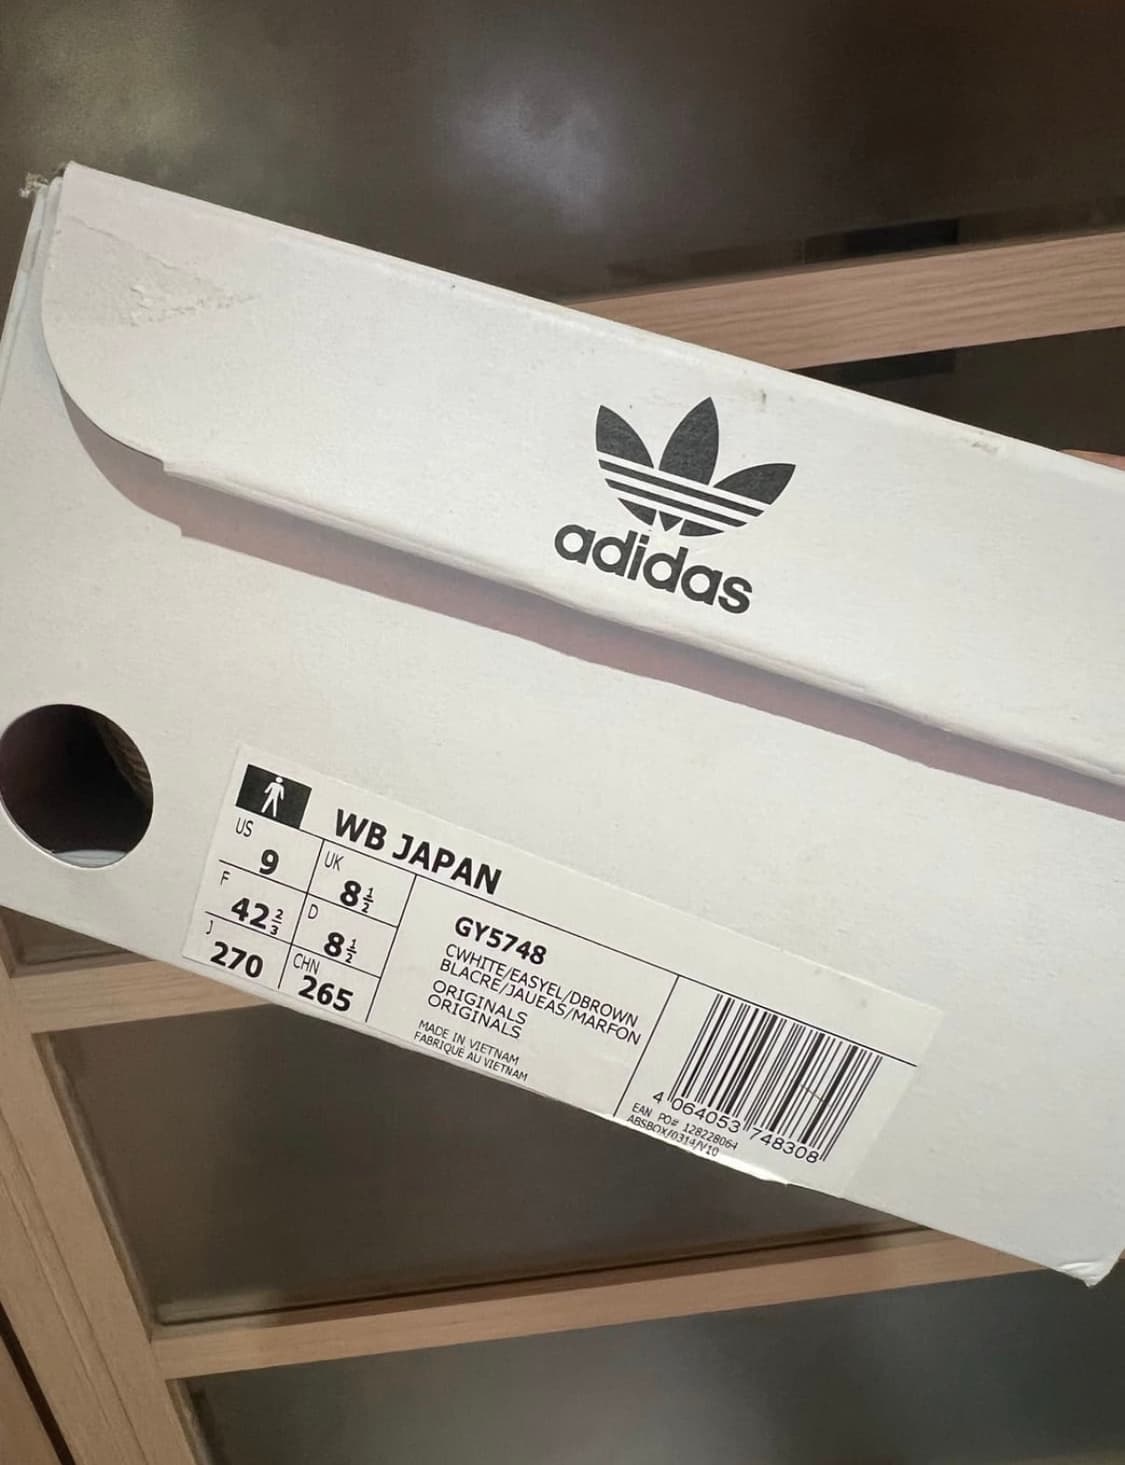 adidas
WB JAPAN
US
9
UK
8½
F
42⅔
D
8½
J
270
CHN
265
GY5748
CWHITE/EASYEL/DBROWN
BLACRE/JAUEAS/MARFON
ORIGINALS
ORIGINALS
MADE IN VIETNAM
FABRIQUÉ AU VIETNAM
4 064053 748308
EAN PO# 128228064
ABSBOX/0314/V10